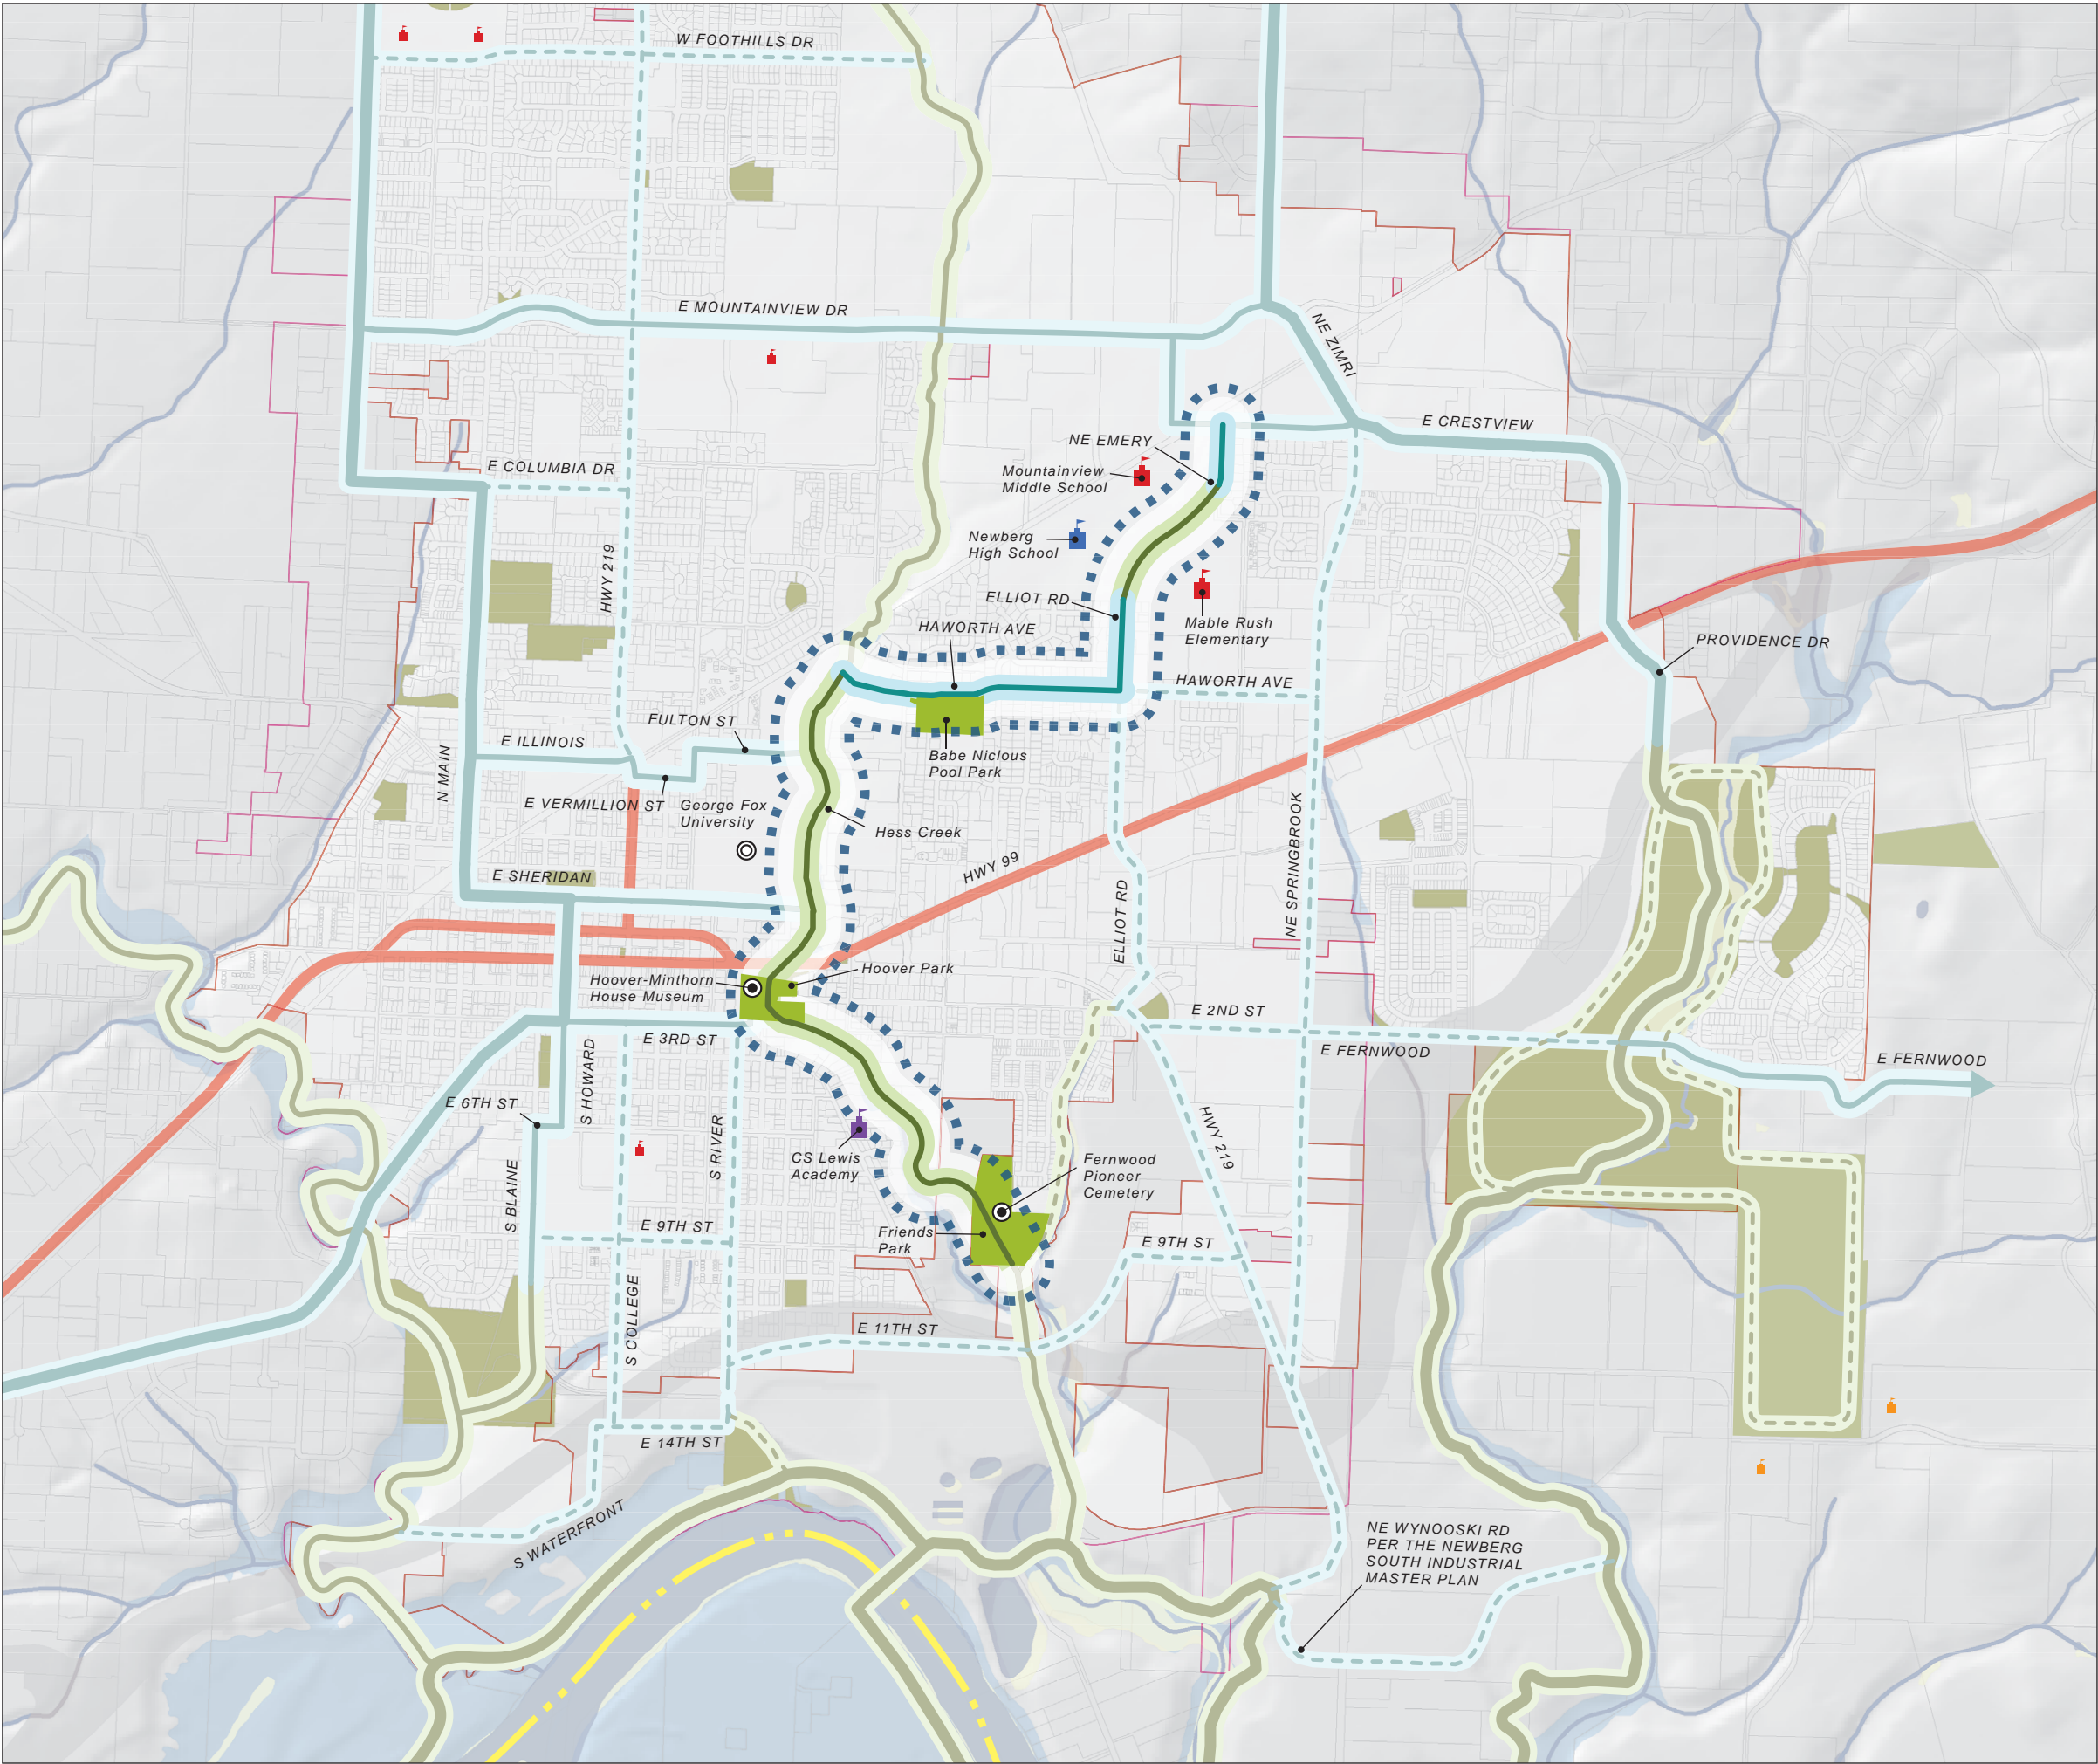 W FOOTHILLS DR
E MOUNTAINVIEW DR
NE ZIMRI
E CRESTVIEW
NE EMERY
Mountainview
Middle School
E COLUMBIA DR
Newberg
High School
HWY 219
ELLIOT RD
HAWORTH AVE
Mable Rush
Elementary
PROVIDENCE DR
HAWORTH AVE
FULTON ST
E ILLINOIS
N MAIN
Babe Niclous
Pool Park
E VERMILLION ST
George Fox
University
Hess Creek
NE SPRINGBROOK
HWY 99
E SHERIDAN
ELLIOT RD
Hoover Park
Hoover-Minthorn
House Museum
E 2ND ST
E 3RD ST
E FERNWOOD
E FERNWOOD
S HOWARD
E 6TH ST
HWY 219
S RIVER
CS Lewis
Academy
Fernwood
Pioneer
Cemetery
S BLAINE
E 9TH ST
Friends
Park
E 9TH ST
S COLLEGE
E 11TH ST
E 14TH ST
S WATERFRONT
NE WYNOOSKI RD
PER THE NEWBERG
SOUTH INDUSTRIAL
MASTER PLAN